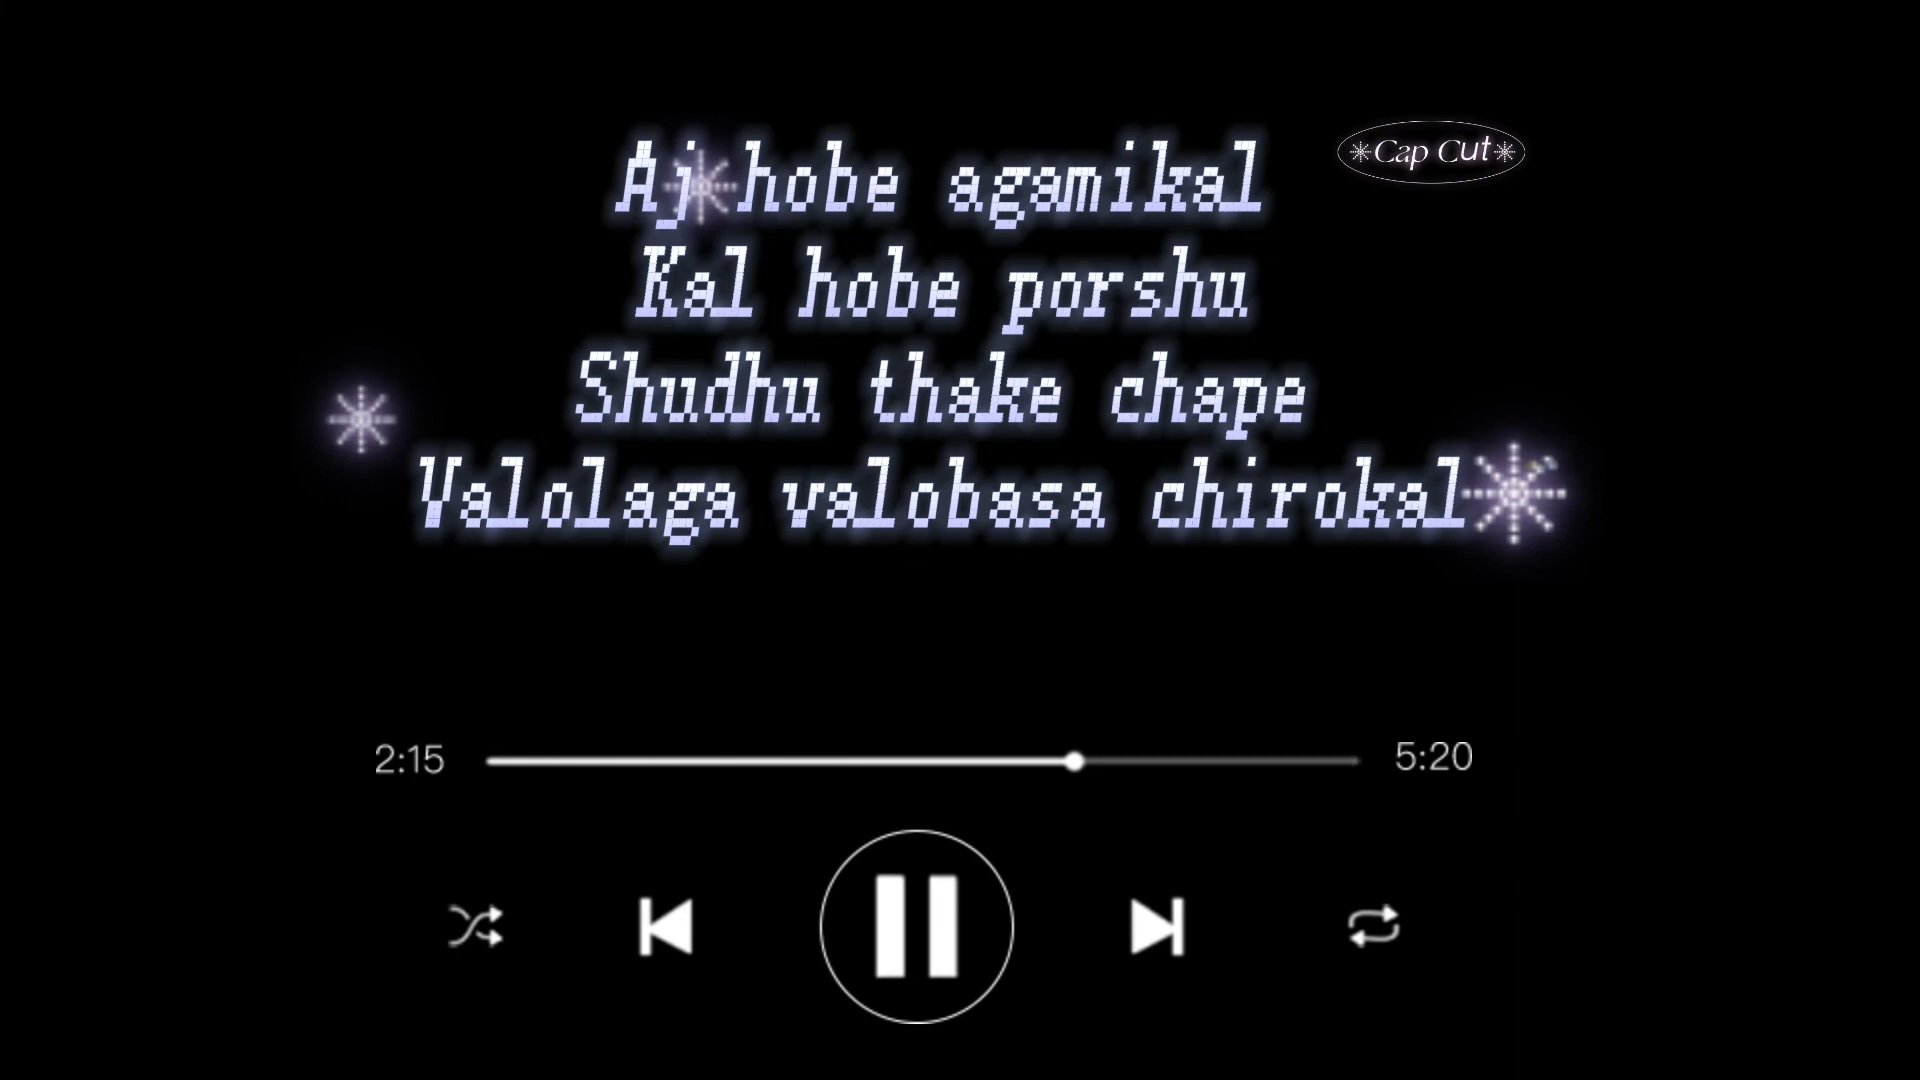 Aj hobe agamikal
Cap Cut
Kal hobe porshu
Shudhu thake chape
Valolaga valobasa chirokal
2:15
5:20